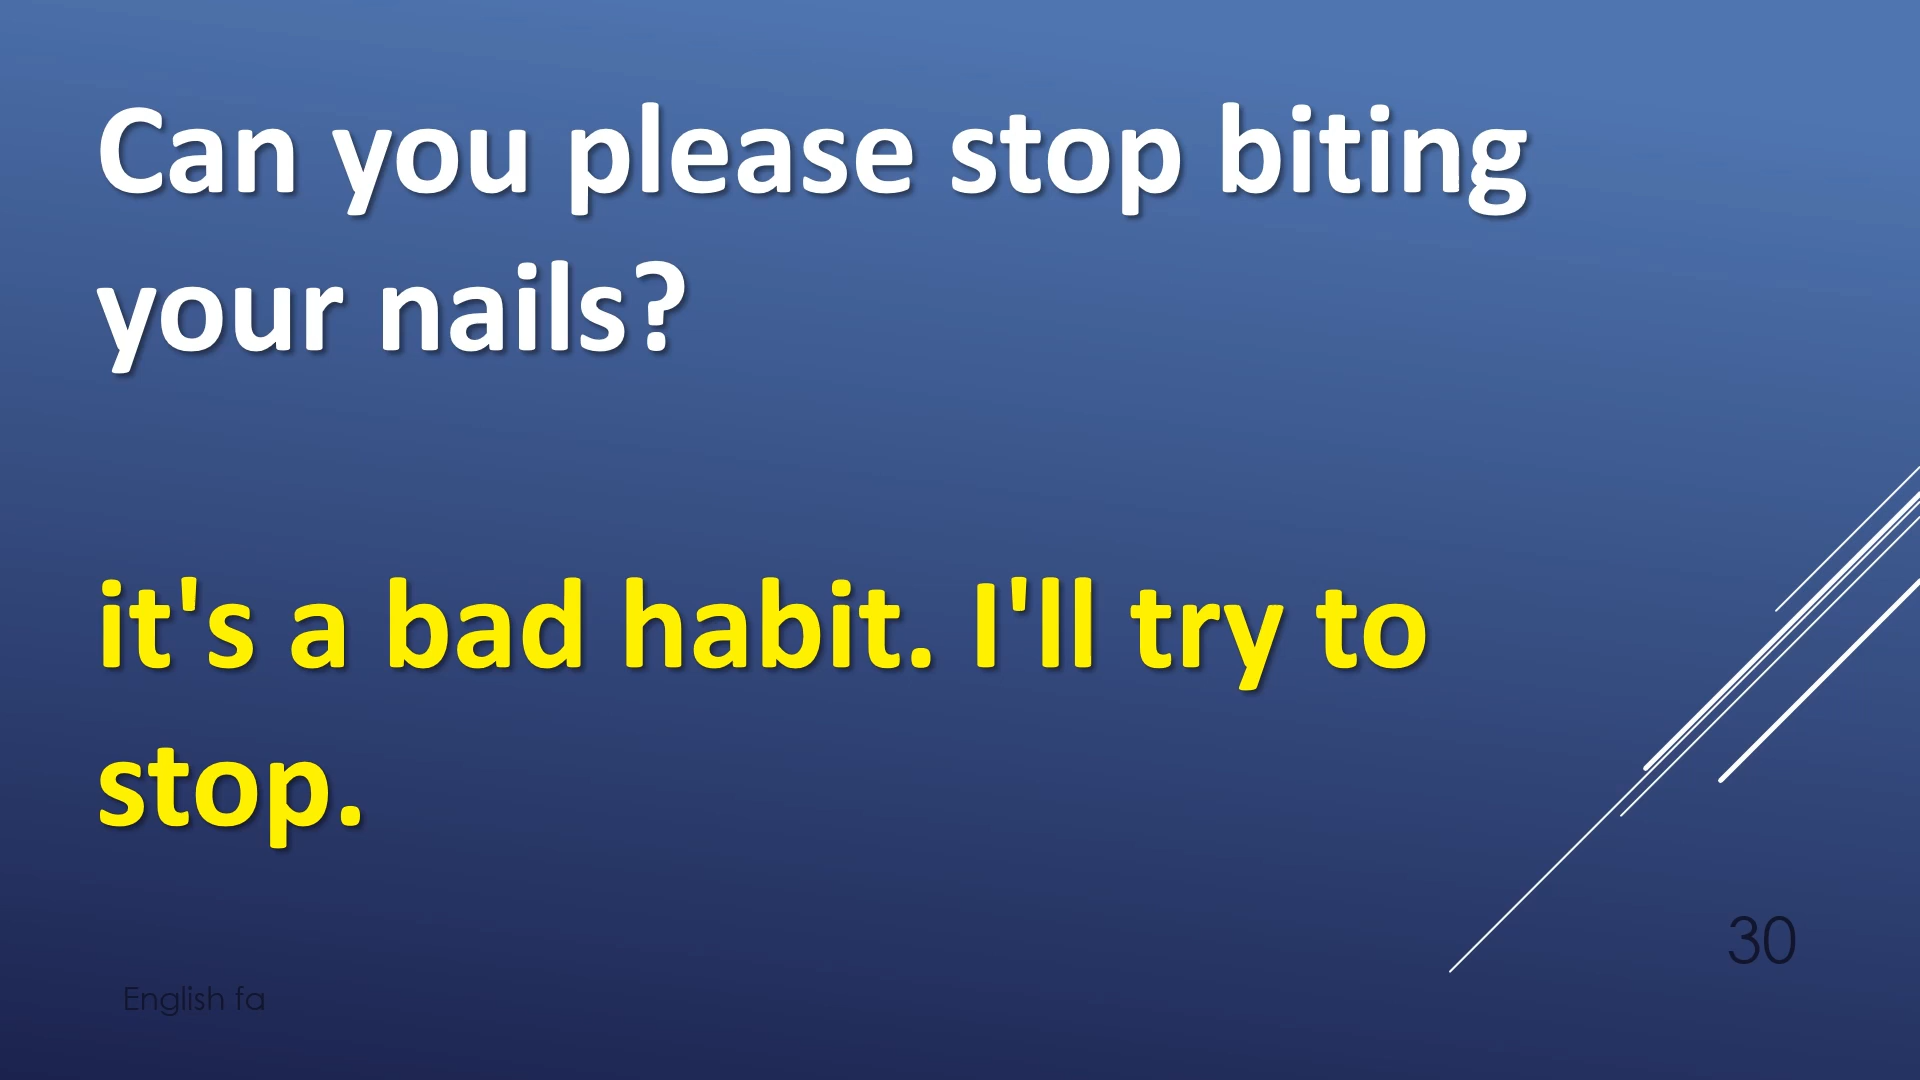 Can you please stop biting
your nails?
it's a bad habit. I'll try to
stop.
30
English fa